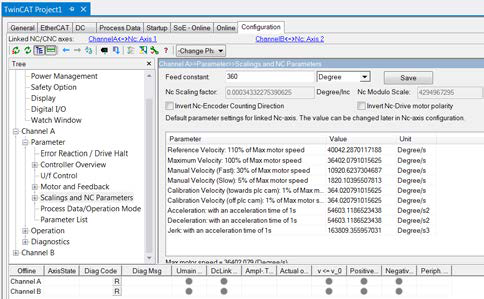 TwinCAT Project1
General EtherCAT DC Process Data Startup SoE - Online Online Configuration
Linked NC/CNC axes: ChannelA<->Nc: Axis 1 ChannelB<->Nc: Axis 2
-Change Ph
Tree
Power Management
Safety Option
Display
Digital I/O
Watch Window
Channel A
Parameter
Error Reaction / Drive Halt
Controller Overview
U/f Control
Motor and Feedback
Scalings and NC Parameters
Process Data/Operation Mode
Parameter List
Operation
Diagnostics
Channel B
Channel A>>Parameter>>Scalings and NC Parameters
Feed constant: 360 Degree Save
Nc Scaling factor: 0.00034332275390625 Degree/Inc Nc Modulo Scale: 4294967295
Invert Nc-Encoder Counting Direction Invert Nc-Drive motor polarity
Default parameter settings for linked Nc-axis. The value can be changed later in Nc-axis configuration.
Parameter Value Unit
Reference Velocity: 110% of Max motor speed 40042.2870117188 Degree/s
Maximum Velocity: 100% of Max motor speed 36402.0791015625 Degree/s
Manual Velocity (Fast): 30% of Max motor speed 10920.6237304687 Degree/s
Manual Velocity (Slow): 5% of Max motor speed 1820.10395507813 Degree/s
Calibration Velocity (towards plc cam): 1% of Max m... 364.020791015625 Degree/s
Calibration Velocity (off plc cam): 1% of Max motor s... 364.020791015625 Degree/s
Acceleration: with an acceleration time of 1s 54603.1186523438 Degree/s2
Deceleration: with an acceleration time of 1s 54603.1186523438 Degree/s2
Jerk: with an acceleration time of 1s 163809.355957031 Degree/s3
Max motor speed = 36402.079 (Degree/s)
Offline AxisState Diag Code Diag Msg Umain ... DcLink ... Ampl- T... Actual o... v <= v_0 Positive... Negativ... Periph. ...
Channel A R
Channel B R